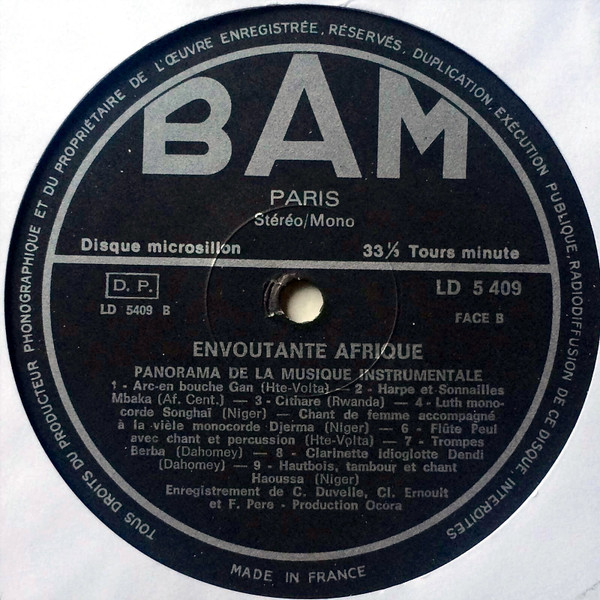 TOUS DROITS DU PRODUCTEUR PHONOGRAPHIQUE ET DU PROPRIÉTAIRE DE L'ŒUVRE ENREGISTRÉE, RÉSERVÉS. DUPLICATION, EXÉCUTION PUBLIQUE, RADIODIFFUSION DE CE DISQUE, INTERDITES
BAM
PARIS
Stéréo/Mono
Disque microsillon 33 ⅓ Tours minute
D. P. LD 5 409
LD 5409 B FACE B
ENVOUTANTE AFRIQUE
PANORAMA DE LA MUSIQUE INSTRUMENTALE
1 - Arc-en bouche Gan (Hte-Volta) — 2 - Harpe et Sonnailles
Mbaka (Af. Cent.) — 3 - Cithare (Rwanda) — 4 - Luth mono-
corde Songhaï (Niger) — Chant de femme accompagné
à la vièle monocorde Djerma (Niger) — 6 - Flûte Peul
avec chant et percussion (Hte-Volta) — 7 - Trompes
Berba (Dahomey) — 8 - Clarinette idioglotte Dendi
(Dahomey) — 9 - Hautbois, tambour et chant
Haoussa (Niger)
Enregistrement de C. Duvelle, Cl. Ernoult
et F. Pere - Production Ocora
MADE IN FRANCE